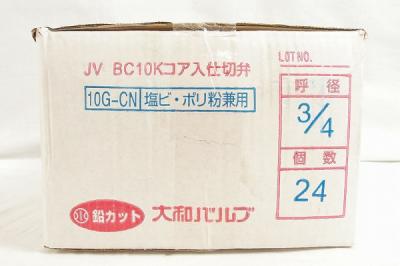 JV BC10Kコア入仕切弁
10G-CN 塩ビ・ポリ粉兼用
鉛カット 大和バルブ
LOT NO.
呼径
3/4
個数
24